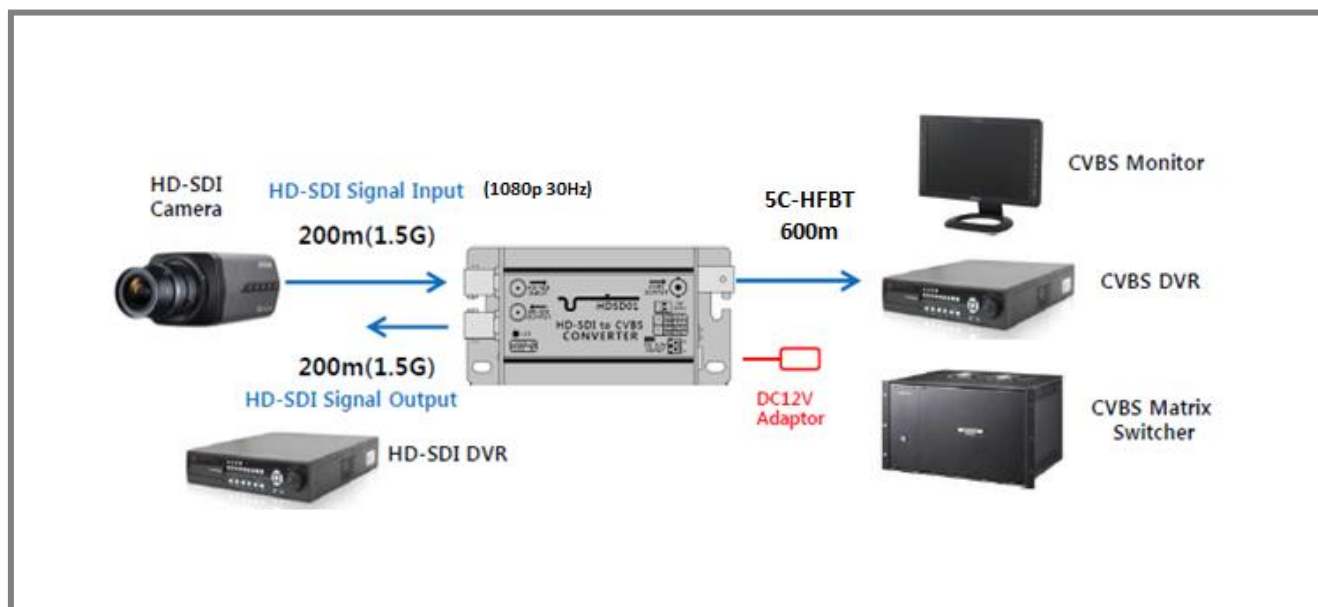 HD-SDI
Camera
HD-SDI Signal Input
(1080p 30Hz)
200m(1.5G)
5C-HFBT
600m
CVBS Monitor
CVBS DVR
HDSD01
HD-SDI to CVBS
CONVERTER
200m(1.5G)
HD-SDI Signal Output
DC12V
Adaptor
CVBS Matrix
Switcher
HD-SDI DVR